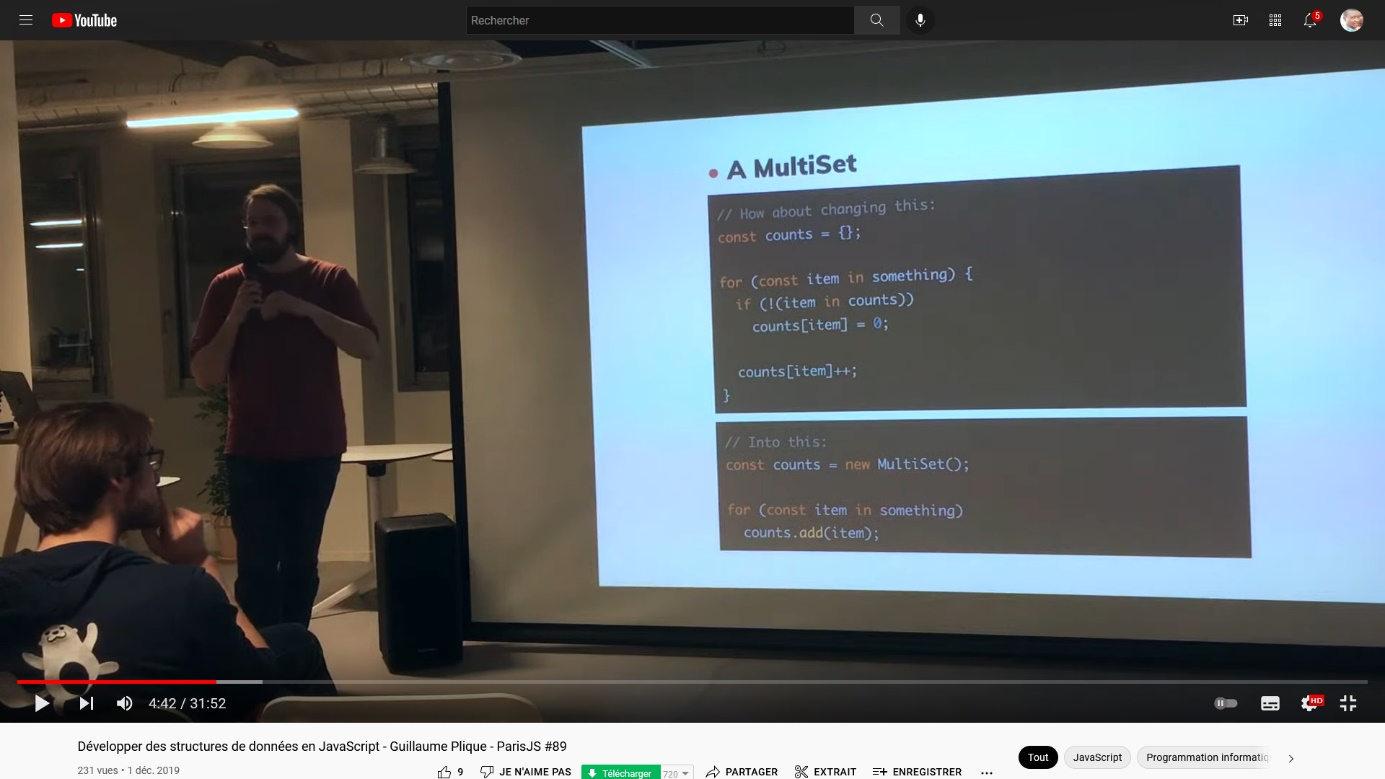 YouTube
Rechercher
5
A MultiSet
// How about changing this:
const counts = {};
for (const item in something) {
if (!(item in counts))
counts[item] = 0;
counts[item]++;
}
// Into this:
const counts = new MultiSet();
for (const item in something)
counts.add(item);
4:42 / 31:52
HD
Développer des structures de données en JavaScript - Guillaume Plique - ParisJS #89
231 vues • 1 déc. 2019
9
JE N'AIME PAS
Télécharger
720
PARTAGER
EXTRAIT
ENREGISTRER
Tout
JavaScript
Programmation informatiq